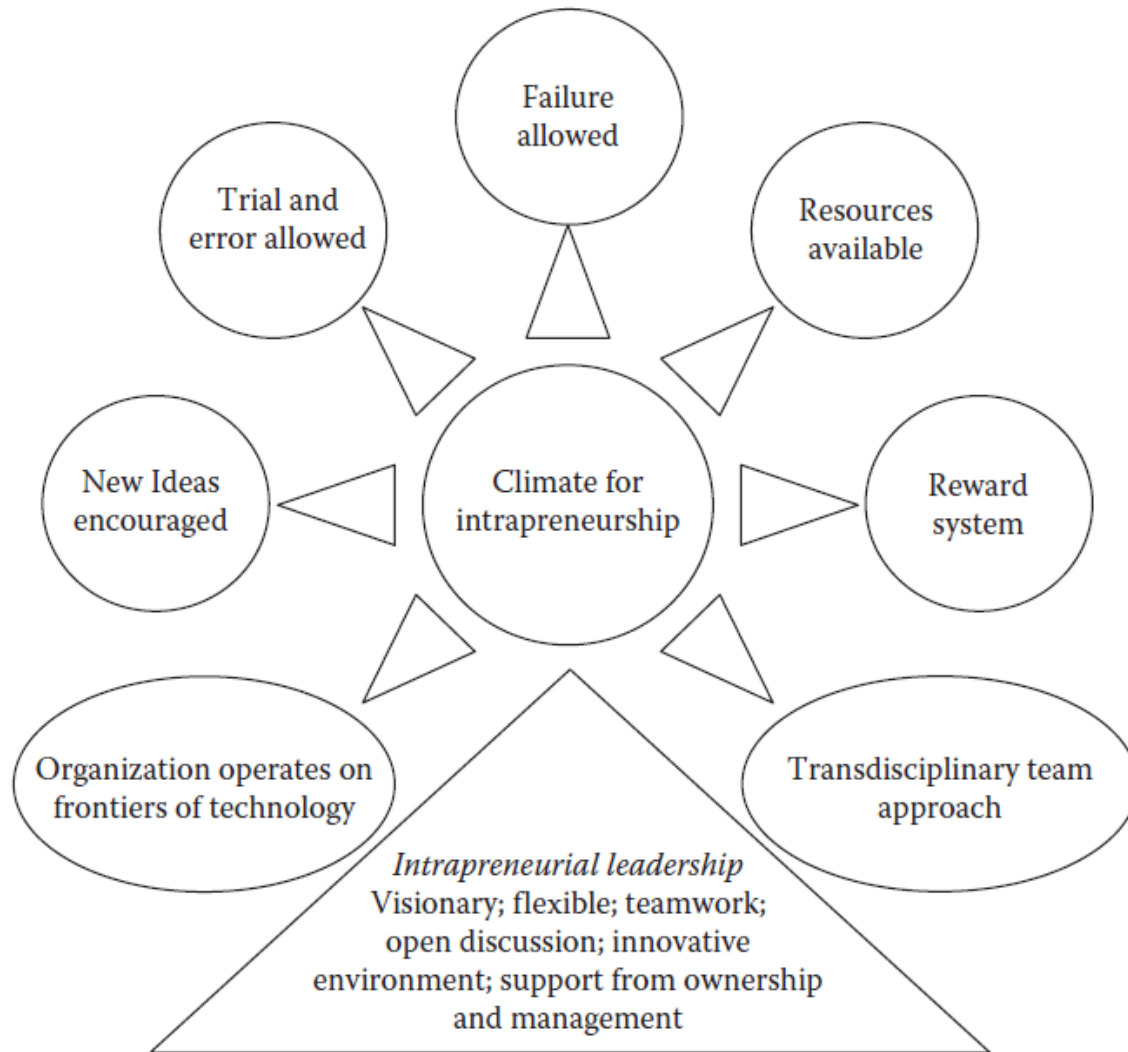 Failure
allowed
Trial and
error allowed
Resources
available
New Ideas
encouraged
Climate for
intrapreneurship
Reward
system
Organization operates on
frontiers of technology
Transdisciplinary team
approach
Intrapreneurial leadership
Visionary; flexible; teamwork;
open discussion; innovative
environment; support from ownership
and management